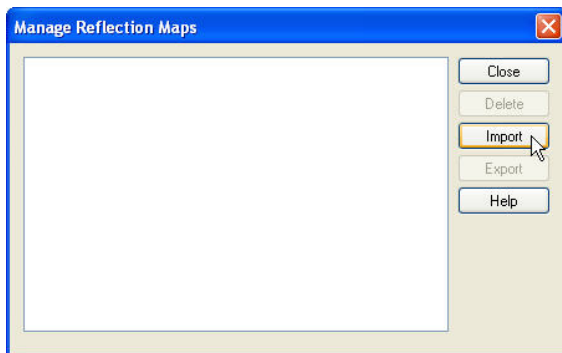 Manage Reflection Maps
Close
Delete
Import
Export
Help